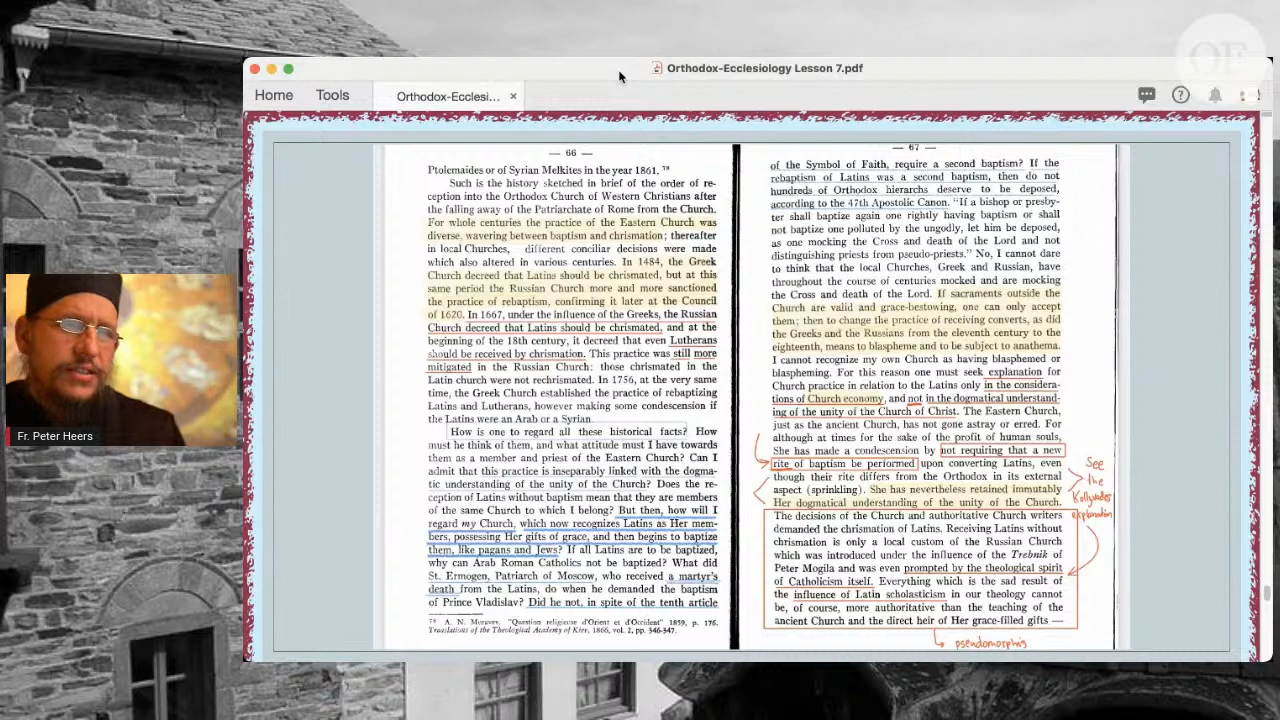 OE
Orthodox-Ecclesiology Lesson 7.pdf
Home
Tools
Orthodox-Ecclesi...
— 66 —
Ptolemaides or of Syrian Melkites in the year 1861. 78
Such is the history sketched in brief of the order of re-
ception into the Orthodox Church of Western Christians after
the falling away of the Patriarchate of Rome from the Church.
For whole centuries the practice of the Eastern Church was
diverse, wavering between baptism and chrismation; thereafter
in local Churches, different conciliar decisions were made
which also altered in various centuries. In 1484, the Greek
Church decreed that Latins should be chrismated, but at this
same period the Russian Church more and more sanctioned
the practice of rebaptism, confirming it later at the Council
of 1620. In 1667, under the influence of the Greeks, the Russian
Church decreed that Latins should be chrismated, and at the
beginning of the 18th century, it decreed that even Lutherans
should be received by chrismation. This practice was still more
mitigated in the Russian Church: those chrismated in the
Latin church were not rechrismated. In 1756, at the very same
time, the Greek Church established the practice of rebaptizing
Latins and Lutherans, however making some condescension if
the Latins were an Arab or a Syrian.
How is one to regard all these historical facts? How
must he think of them, and what attitude must I have towards
them as a member and priest of the Eastern Church? Can I
admit that this practice is inseparably linked with the dogma-
tic understanding of the unity of the Church? Does the re-
ception of Latins without baptism mean that they are members
of the same Church to which I belong? But then, how will I
regard my Church, which now recognizes Latins as Her mem-
bers, possessing Her gifts of grace, and then begins to baptize
them, like pagans and Jews? If all Latins are to be baptized,
why can Arab Roman Catholics not be baptized? What did
St. Ermogen, Patriarch of Moscow, who received a martyr's
death from the Latins, do when he demanded the baptism
of Prince Vladislav? Did he not, in spite of the tenth article
A. N. Muravev, "Question religieuse d'Orient et d'Occident" 1859, p. 176.
Translations of the Theological Academy of Kiev, 1866, vol. 2, pp. 346-347.
— 67 —
of the Symbol of Faith, require a second baptism? If the
rebaptism of Latins was a second baptism, then do not
hundreds of Orthodox hierarchs deserve to be deposed,
according to the 47th Apostolic Canon. "If a bishop or presby-
ter shall baptize again one rightly having baptism or shall
not baptize one polluted by the ungodly, let him be deposed,
as one mocking the Cross and death of the Lord and not
distinguishing priests from pseudo-priests." No, I cannot dare
to think that the local Churches, Greek and Russian, have
throughout the course of centuries mocked and are mocking
the Cross and death of the Lord. If sacraments outside the
Church are valid and grace-bestowing, one can only accept
them; then to change the practice of receiving converts, as did
the Greeks and the Russians from the eleventh century to the
eighteenth, means to blaspheme and to be subject to anathema.
I cannot recognize my own Church as having blasphemed or
blaspheming. For this reason one must seek explanation for
Church practice in relation to the Latins only in the considera-
tions of Church economy, and not in the dogmatical understand-
ing of the unity of the Church of Christ. The Eastern Church,
just as the ancient Church, has not gone astray or erred. For
although at times for the sake of the profit of human souls,
She has made a condescension by not requiring that a new
rite of baptism be performed upon converting Latins, even
though their rite differs from the Orthodox in its external
aspect (sprinkling). She has nevertheless retained immutably
Her dogmatical understanding of the unity of the Church.
The decisions of the Church and authoritative Church writers
demanded the chrismation of Latins. Receiving Latins without
chrismation is only a local custom of the Russian Church
which was introduced under the influence of the Trebnik of
Peter Mogila and was even prompted by the theological spirit
of Catholicism itself. Everything which is the sad result of
the influence of Latin scholasticism in our theology cannot
be, of course, more authoritative than the teaching of the
ancient Church and the direct heir of Her grace-filled gifts —
See
the
Kollyvades
explanation
pseudomorphis
Fr. Peter Heers